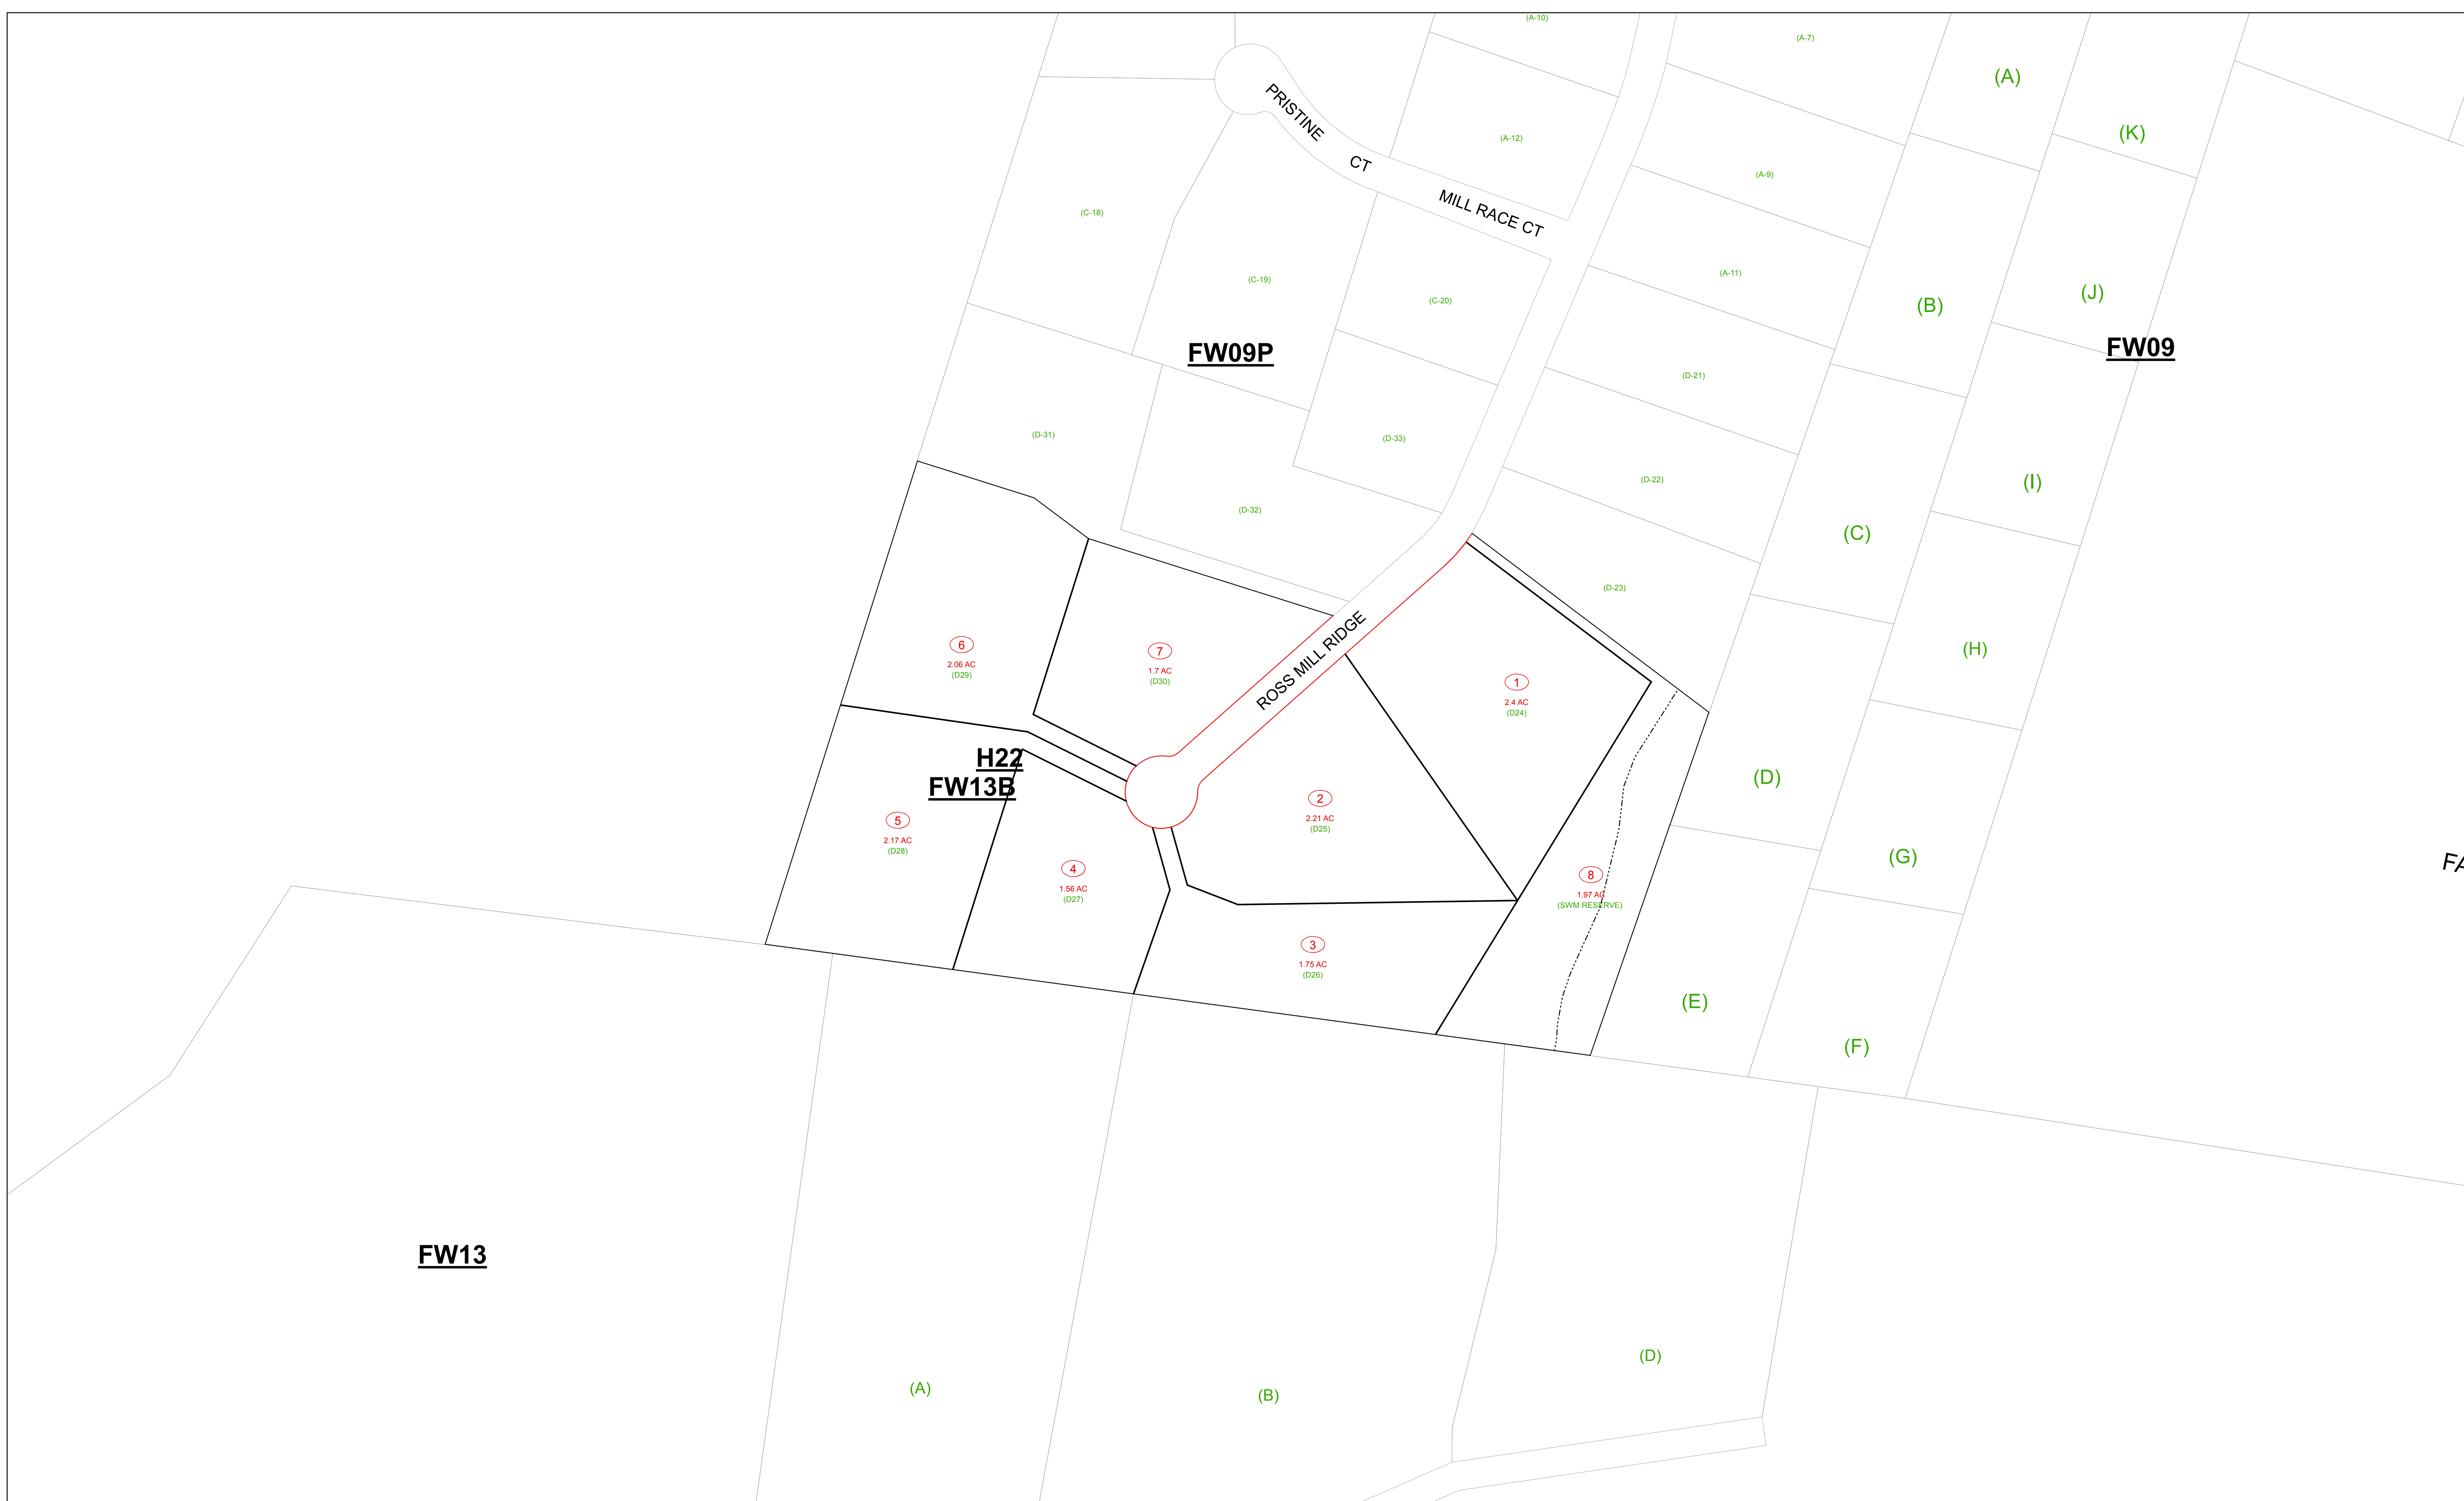 (A-10)
(A-7)
(A)
(K)
PRISTINE
CT
(A-12)
MILL RACE CT
(A-9)
(C-18)
(C-19)
(C-20)
(A-11)
(B)
(J)
FW09P
FW09
(D-21)
(D-31)
(D-33)
(D-32)
(D-22)
(I)
(C)
(D-23)
(H)
6
2.06 AC
(D29)
7
1.7 AC
(D30)
ROSS MILL RIDGE
1
2.4 AC
(D24)
H22
FW13B
(D)
5
2.17 AC
(D28)
2
2.21 AC
(D25)
4
1.56 AC
(D27)
8
1.97 AC
(SWM RESERVE)
(G)
FA
3
1.75 AC
(D26)
(E)
(F)
FW13
(A)
(B)
(D)